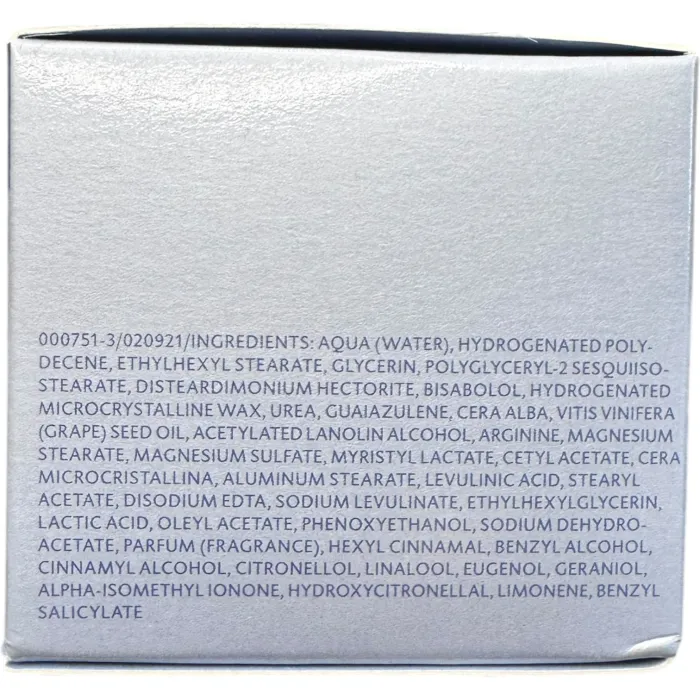 000751-3/020921/INGREDIENTS: AQUA (WATER), HYDROGENATED POLY-
DECENE, ETHYLHEXYL STEARATE, GLYCERIN, POLYGLYCERYL-2 SESQUIISO-
STEARATE, DISTEARDIMONIUM HECTORITE, BISABOLOL, HYDROGENATED
MICROCRYSTALLINE WAX, UREA, GUAIAZULENE, CERA ALBA, VITIS VINIFERA
(GRAPE) SEED OIL, ACETYLATED LANOLIN ALCOHOL, ARGININE, MAGNESIUM
STEARATE, MAGNESIUM SULFATE, MYRISTYL LACTATE, CETYL ACETATE, CERA
MICROCRISTALLINA, ALUMINUM STEARATE, LEVULINIC ACID, STEARYL
ACETATE, DISODIUM EDTA, SODIUM LEVULINATE, ETHYLHEXYLGLYCERIN,
LACTIC ACID, OLEYL ACETATE, PHENOXYETHANOL, SODIUM DEHYDRO-
ACETATE, PARFUM (FRAGRANCE), HEXYL CINNAMAL, BENZYL ALCOHOL,
CINNAMYL ALCOHOL, CITRONELLOL, LINALOOL, EUGENOL, GERANIOL,
ALPHA-ISOMETHYL IONONE, HYDROXYCITRONELLAL, LIMONENE, BENZYL
SALICYLATE